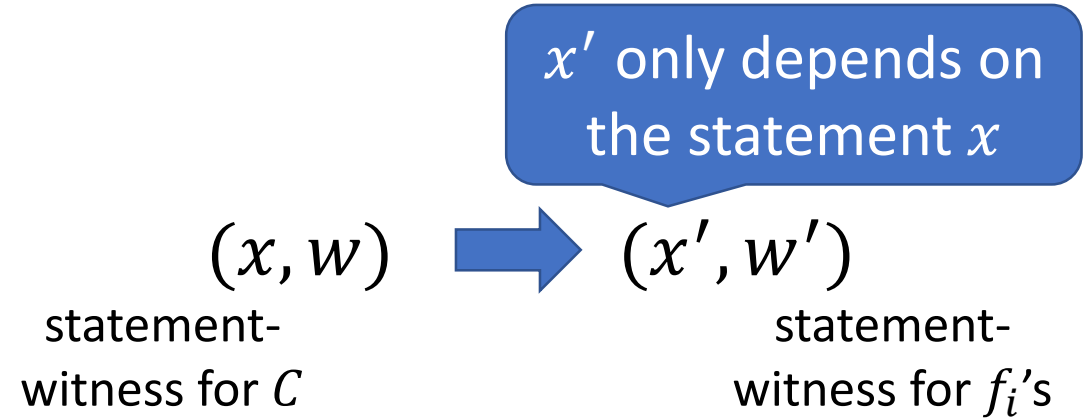 x′ only depends on
the statement x
(x, w)
(x′, w′)
statement-
witness for C
statement-
witness for fᵢ's